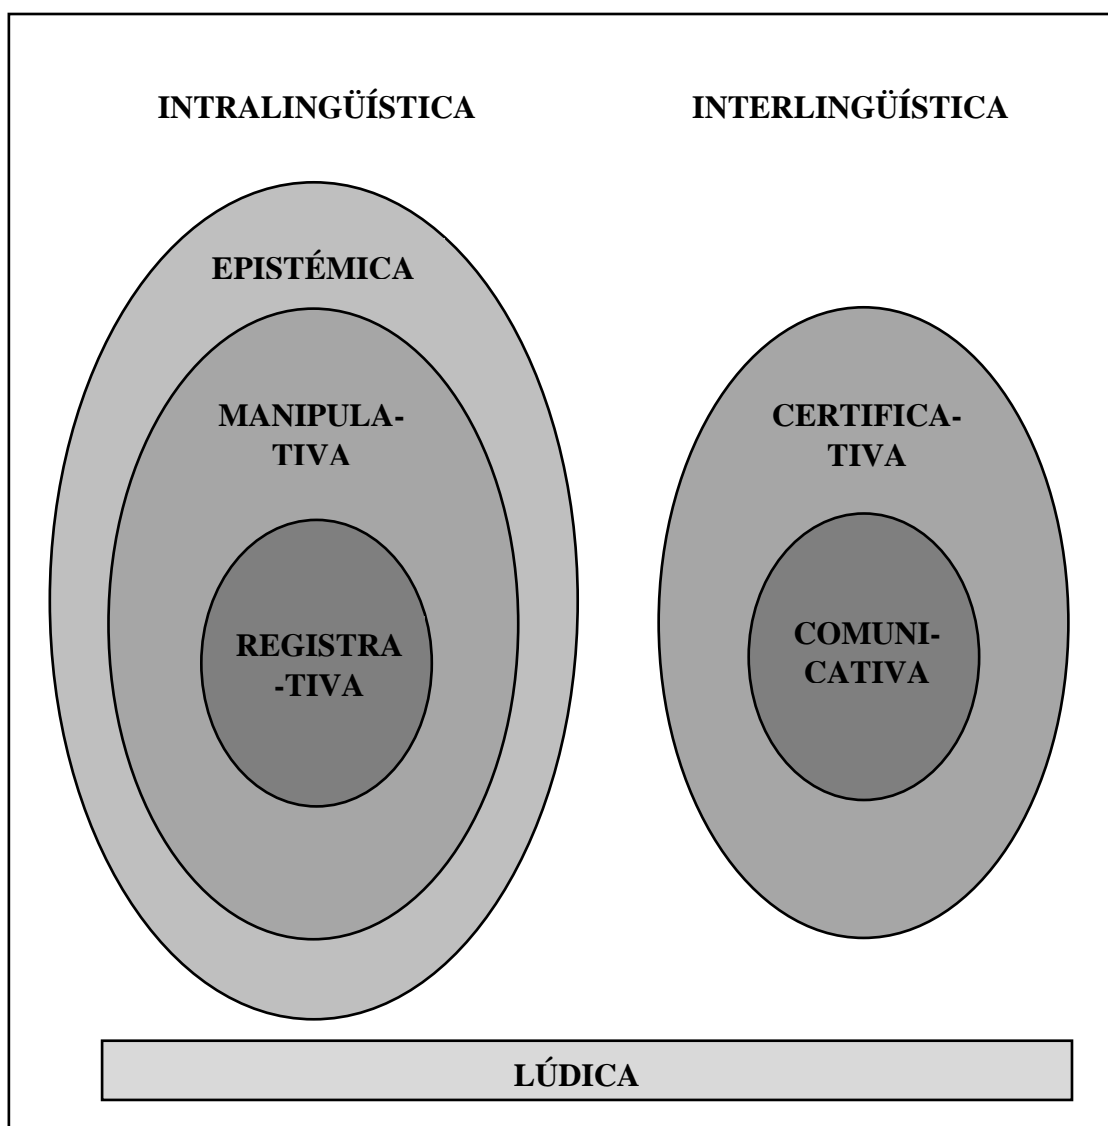 INTRALINGÜÍSTICA
INTERLINGÜÍSTICA
EPISTÉMICA
MANIPULA-
TIVA
REGISTRA
-TIVA
CERTIFICA-
TIVA
COMUNI-
CATIVA
LÚDICA